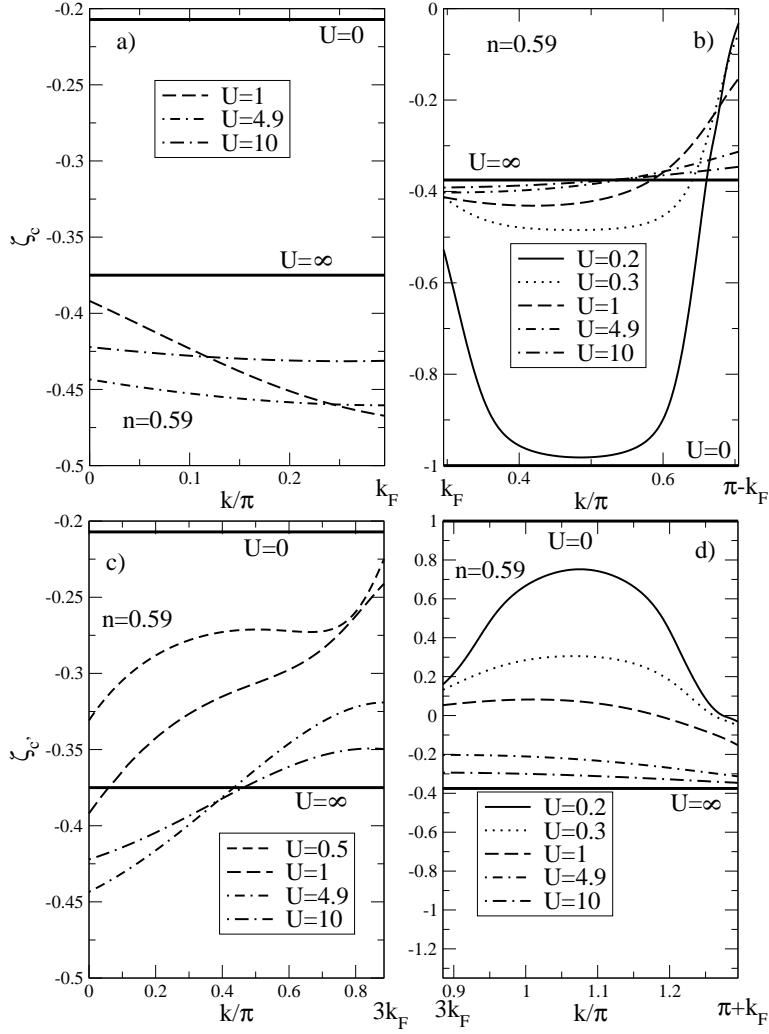 -0.2
a)
U=0
-0.25
U=1
U=4.9
U=10
-0.3
-0.35
ζc
U=∞
-0.4
-0.45
n=0.59
-0.5
0
0.1
0.2
kF
k/π
0
n=0.59
b)
-0.2
U=∞
-0.4
U=0.2
U=0.3
U=1
U=4.9
U=10
-0.6
-0.8
U=0
-1
kF
0.4
0.6
π-kF
k/π
-0.2
c)
U=0
n=0.59
-0.25
-0.3
-0.35
ζc'
U=∞
-0.4
U=0.5
U=1
U=4.9
U=10
-0.45
-0.5
0
0.2
0.4
0.6
0.8
3kF
k/π
1
U=0
d)
0.8
n=0.59
0.6
0.4
0.2
0
-0.2
-0.4
U=∞
U=0.2
U=0.3
U=1
U=4.9
U=10
-0.6
-0.8
-1
-1.2
0.9
1
1.1
1.2
3kF
k/π
π+kF